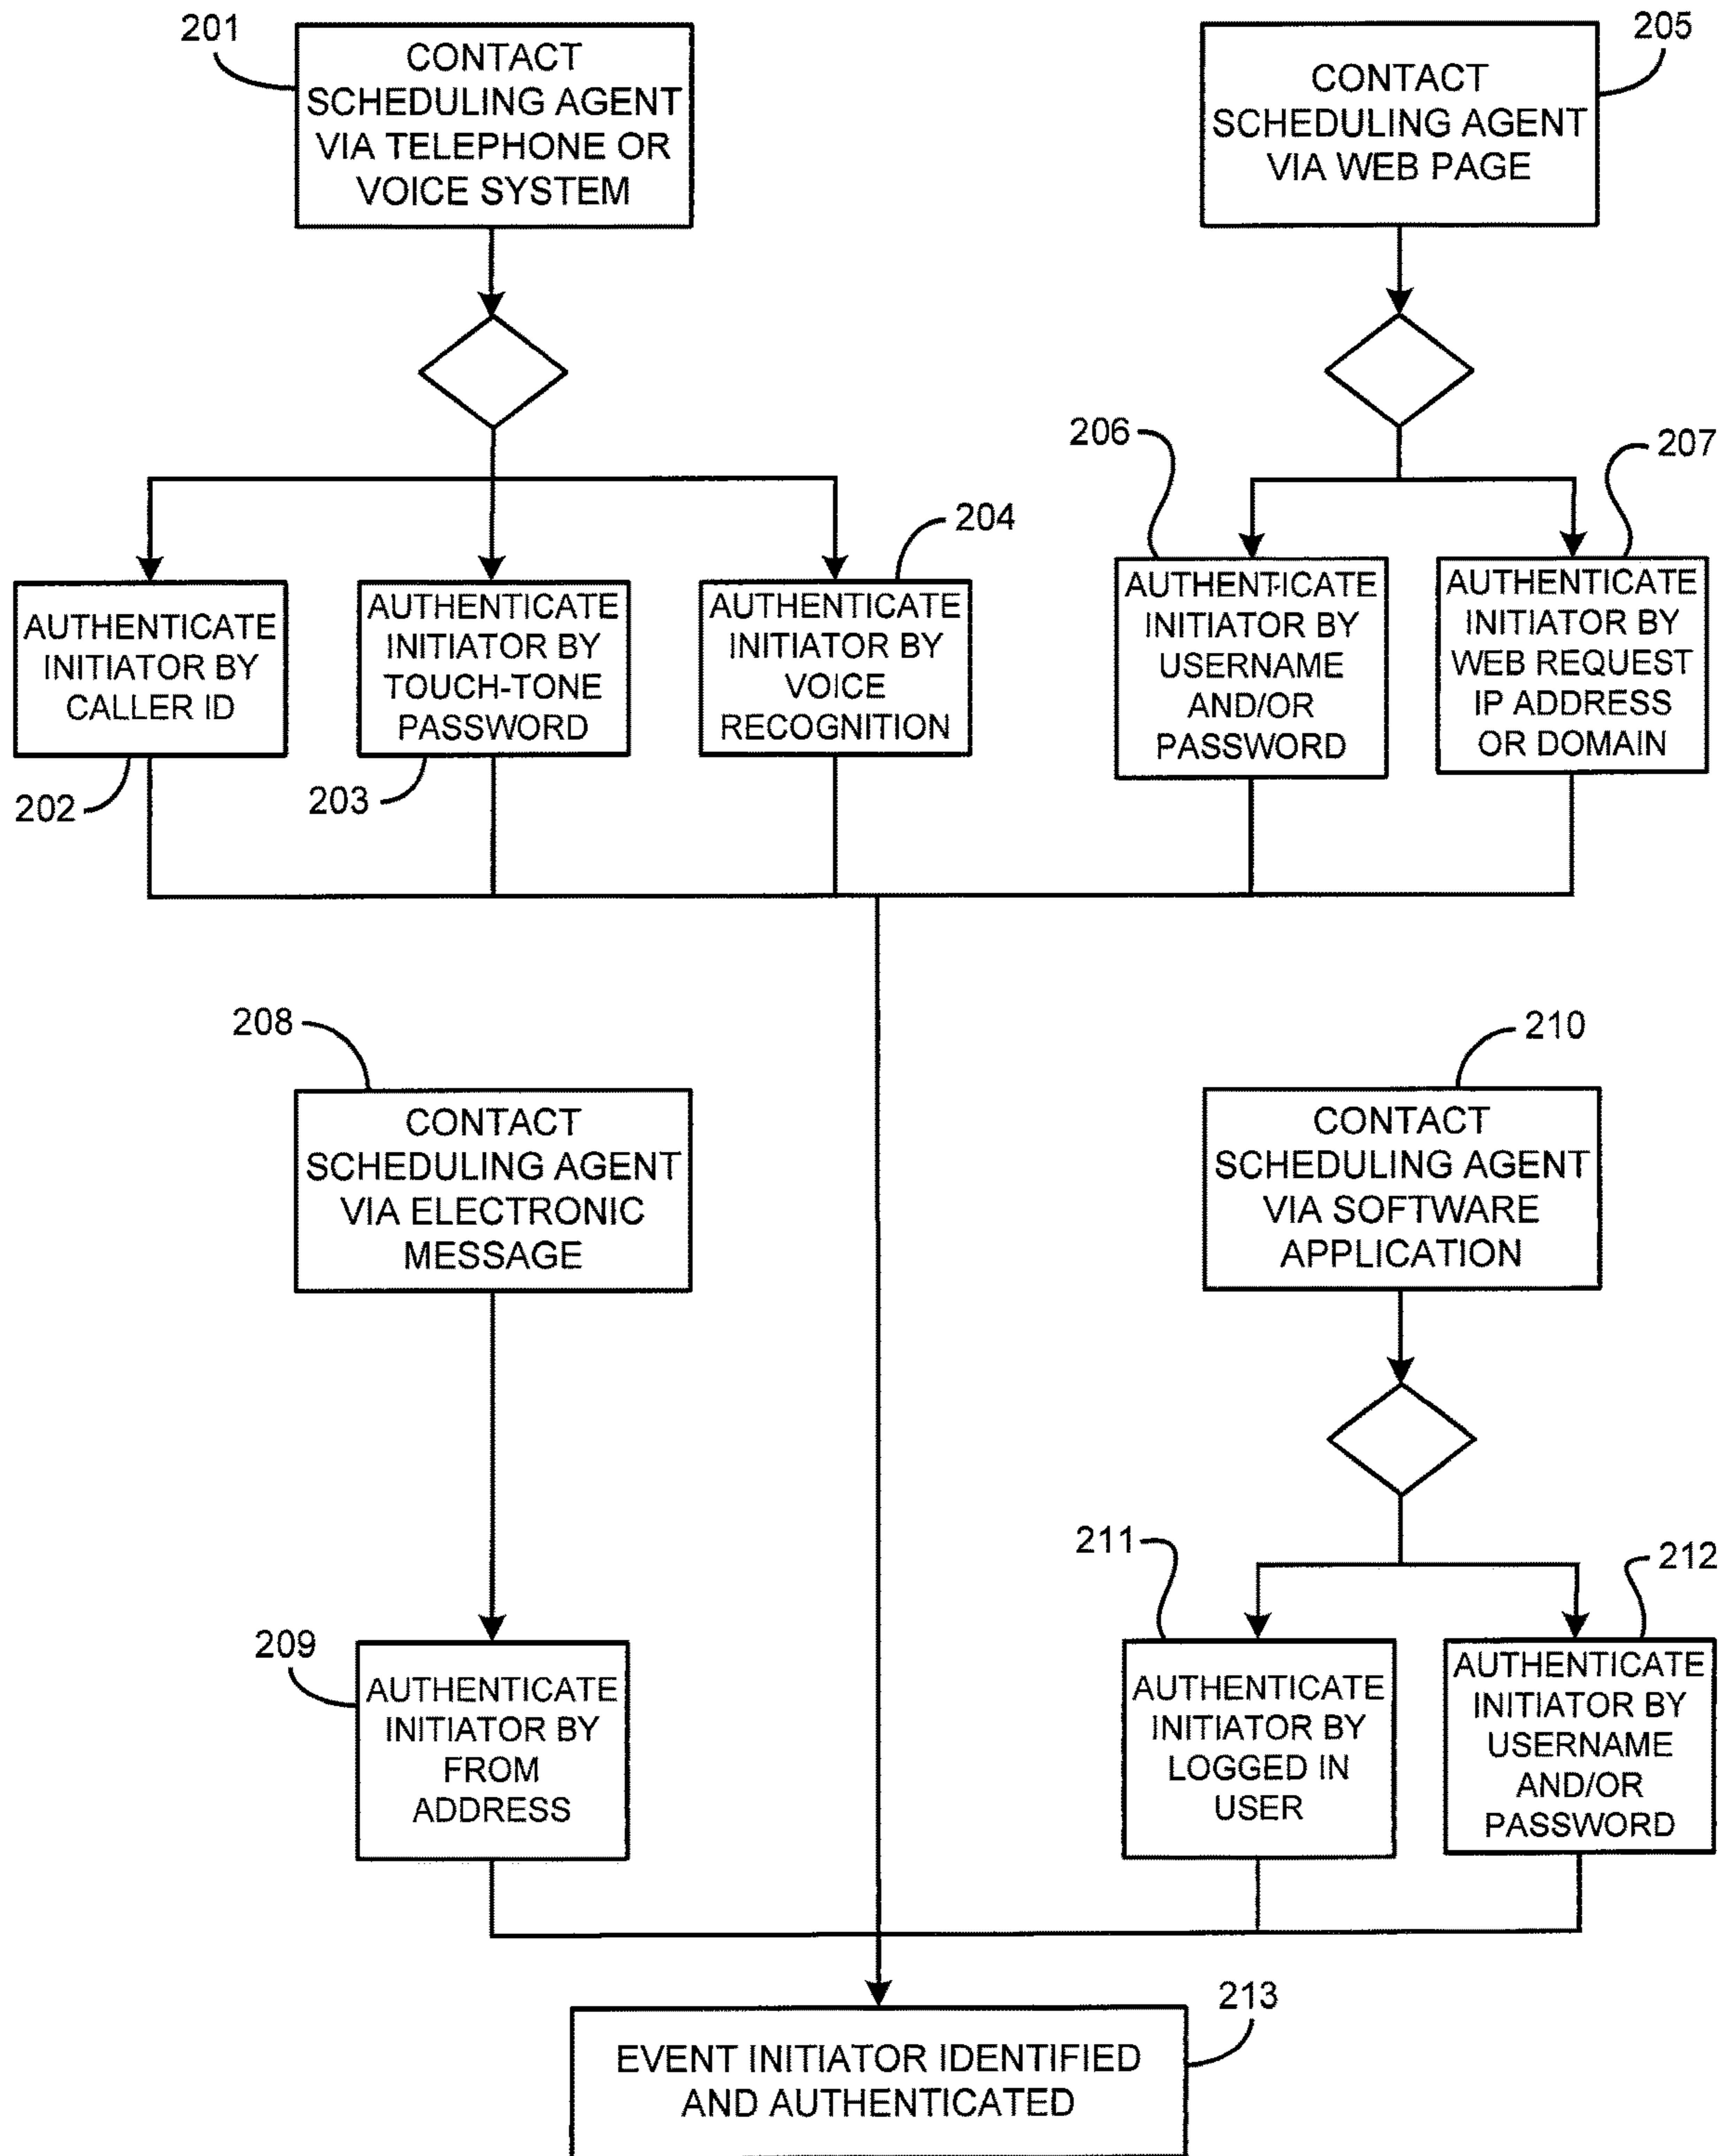 201
CONTACT
SCHEDULING AGENT
VIA TELEPHONE OR
VOICE SYSTEM
205
CONTACT
SCHEDULING AGENT
VIA WEB PAGE
202
AUTHENTICATE
INITIATOR BY
CALLER ID
203
AUTHENTICATE
INITIATOR BY
TOUCH-TONE
PASSWORD
204
AUTHENTICATE
INITIATOR BY
VOICE
RECOGNITION
206
AUTHENTICATE
INITIATOR BY
USERNAME
AND/OR
PASSWORD
207
AUTHENTICATE
INITIATOR BY
WEB REQUEST
IP ADDRESS
OR DOMAIN
208
CONTACT
SCHEDULING AGENT
VIA ELECTRONIC
MESSAGE
210
CONTACT
SCHEDULING AGENT
VIA SOFTWARE
APPLICATION
209
AUTHENTICATE
INITIATOR BY
FROM
ADDRESS
211
AUTHENTICATE
INITIATOR BY
LOGGED IN
USER
212
AUTHENTICATE
INITIATOR BY
USERNAME
AND/OR
PASSWORD
213
EVENT INITIATOR IDENTIFIED
AND AUTHENTICATED